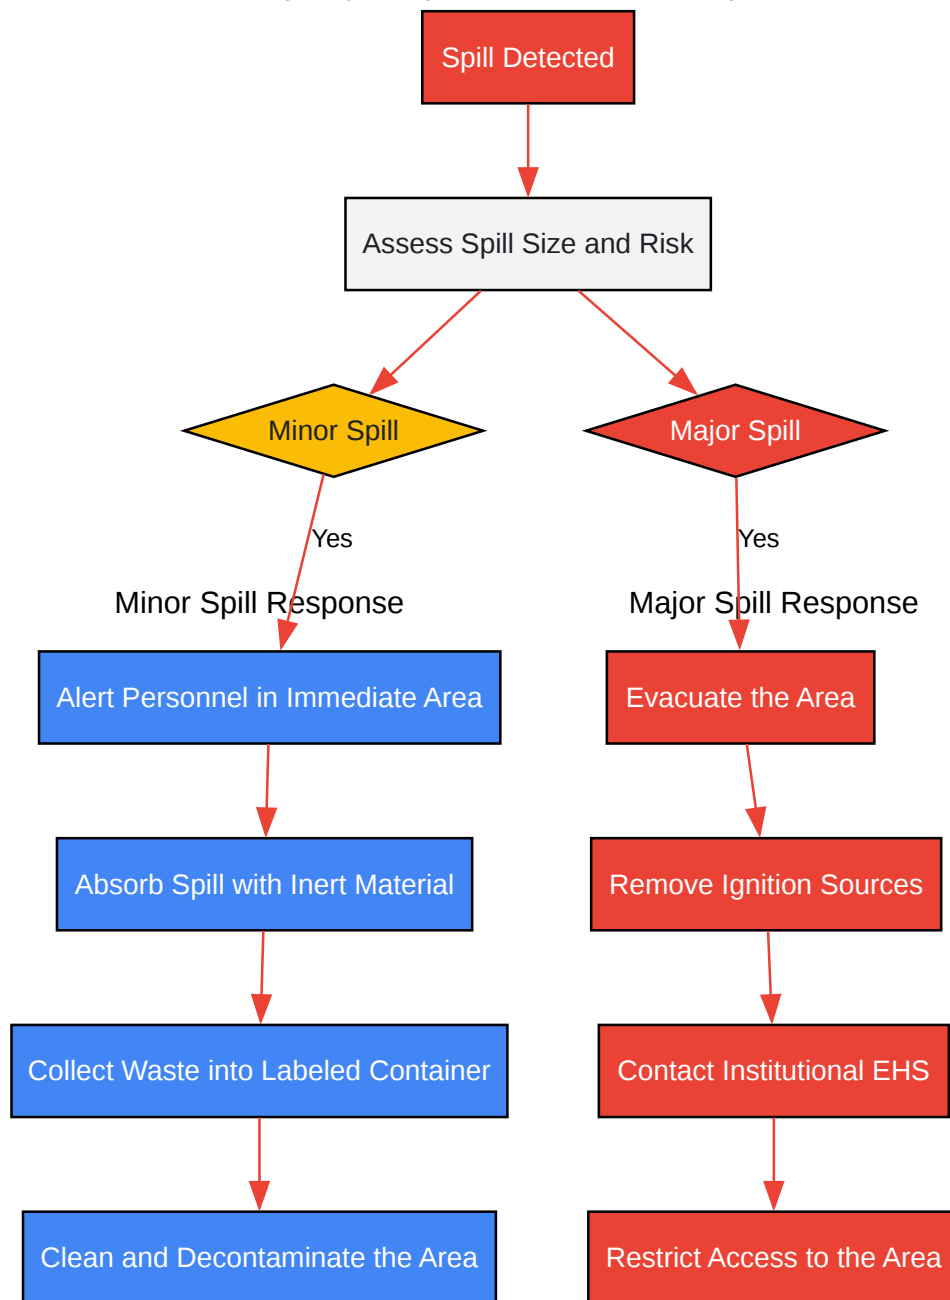 Spill Detected
Assess Spill Size and Risk
Minor Spill
Major Spill
Yes
Yes
Minor Spill Response
Major Spill Response
Alert Personnel in Immediate Area
Evacuate the Area
Absorb Spill with Inert Material
Remove Ignition Sources
Collect Waste into Labeled Container
Contact Institutional EHS
Clean and Decontaminate the Area
Restrict Access to the Area